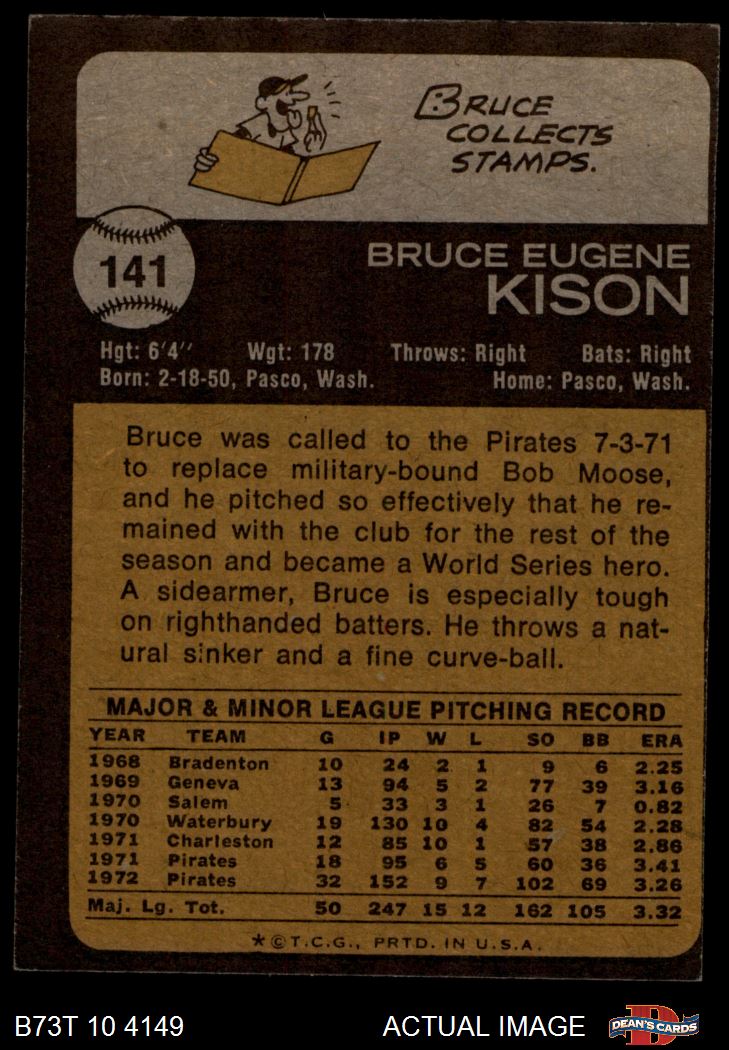 BRUCE
COLLECTS
STAMPS.
141
BRUCE EUGENE
KISON
Hgt: 6'4" Wgt: 178 Throws: Right Bats: Right
Born: 2-18-50, Pasco, Wash. Home: Pasco, Wash.
Bruce was called to the Pirates 7-3-71
to replace military-bound Bob Moose,
and he pitched so effectively that he re-
mained with the club for the rest of the
season and became a World Series hero.
A sidearmer, Bruce is especially tough
on righthanded batters. He throws a nat-
ural sinker and a fine curve-ball.
MAJOR & MINOR LEAGUE PITCHING RECORD
YEAR TEAM G IP W L SO BB ERA
1968 Bradenton 10 24 2 1 9 6 2.25
1969 Geneva 13 94 5 2 77 39 3.16
1970 Salem 5 33 3 1 26 7 0.82
1970 Waterbury 19 130 10 4 82 54 2.28
1971 Charleston 12 85 10 1 57 38 2.86
1971 Pirates 18 95 6 5 60 36 3.41
1972 Pirates 32 152 9 7 102 69 3.26
Maj. Lg. Tot. 50 247 15 12 162 105 3.32
*©T.C.G., PRTD. IN U.S.A.
B73T 10 4149 ACTUAL IMAGE D DEAN'S CARDS